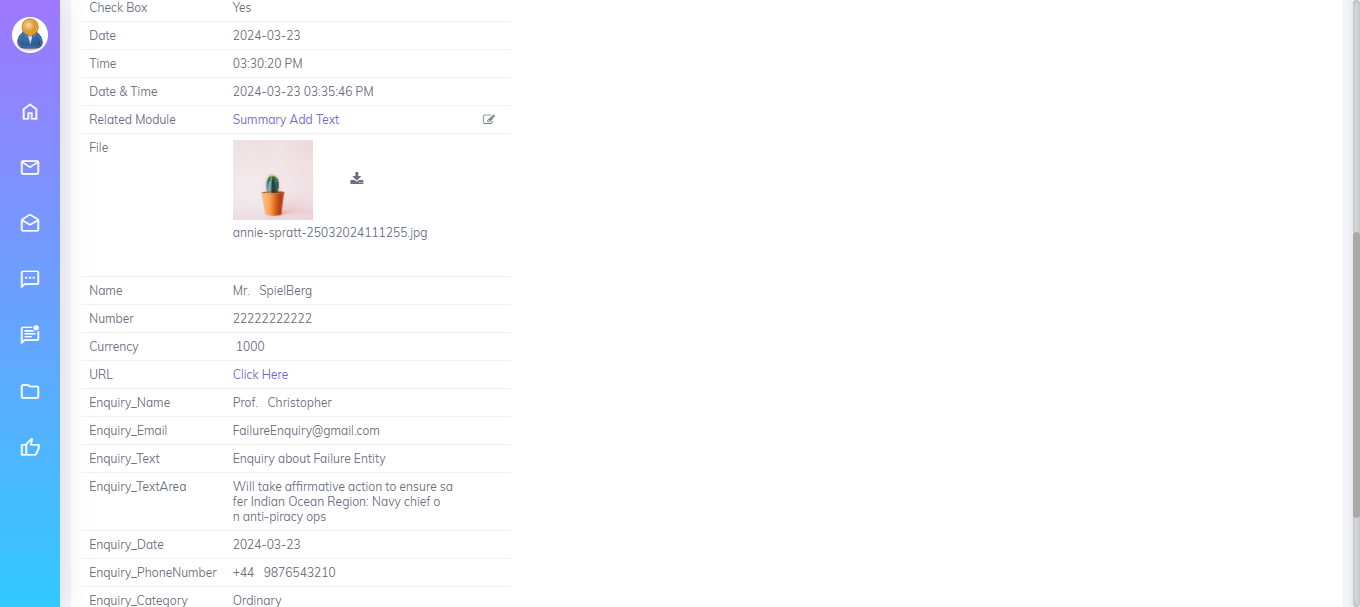 Check Box Yes
Date 2024-03-23
Time 03:30:20 PM
Date & Time 2024-03-23 03:35:46 PM
Related Module Summary Add Text
File
annie-spratt-25032024111255.jpg
Name Mr. SpielBerg
Number 22222222222
Currency 1000
URL Click Here
Enquiry_Name Prof. Christopher
Enquiry_Email FailureEnquiry@gmail.com
Enquiry_Text Enquiry about Failure Entity
Enquiry_TextArea Will take affirmative action to ensure sa
fer Indian Ocean Region: Navy chief o
n anti-piracy ops
Enquiry_Date 2024-03-23
Enquiry_PhoneNumber +44 9876543210
Enquiry_Category Ordinary